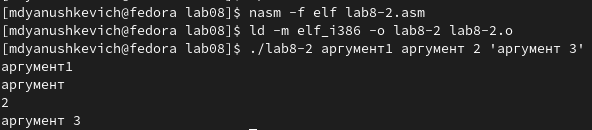 [mdyanushkevich@fedora lab08]$ nasm -f elf lab8-2.asm
[mdyanushkevich@fedora lab08]$ ld -m elf_i386 -o lab8-2 lab8-2.o
[mdyanushkevich@fedora lab08]$ ./lab8-2 аргумент1 аргумент 2 'аргумент 3'
аргумент1
аргумент
2
аргумент 3